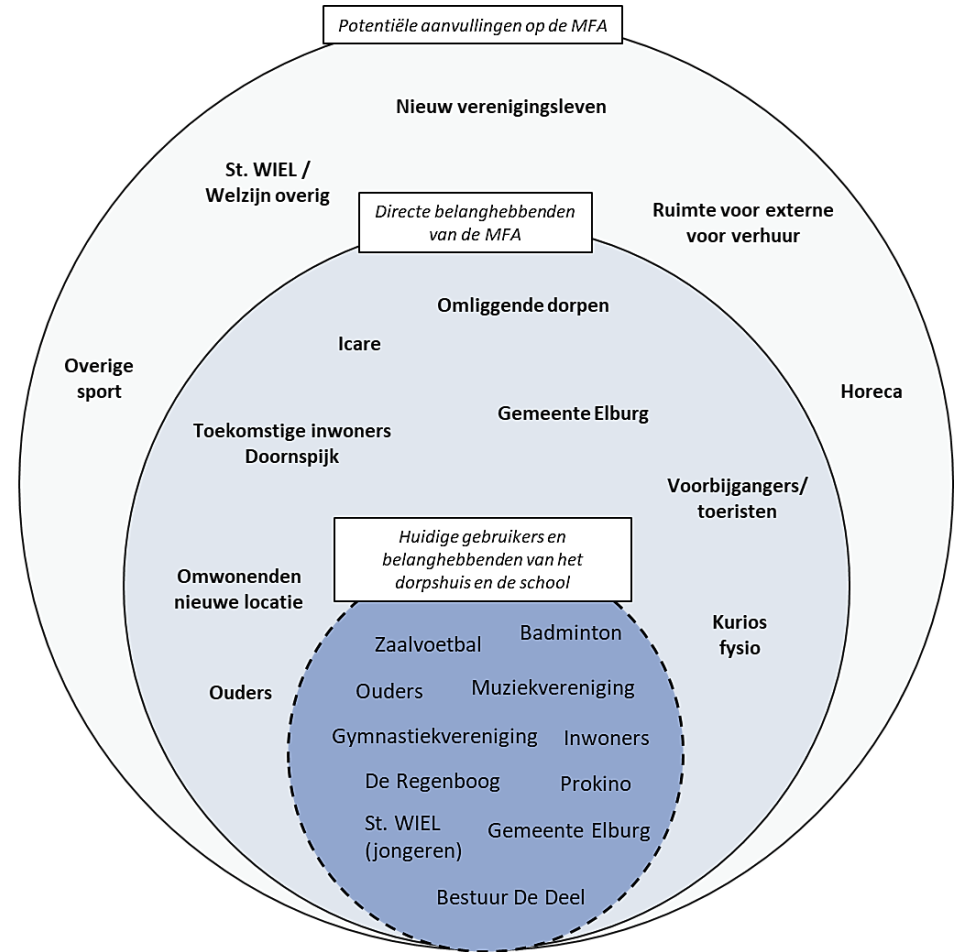 Potentiële aanvullingen op de MFA
Nieuw verenigingsleven
St. WIEL /
Welzijn overig
Ruimte voor externe
voor verhuur
Overige
sport
Horeca
Directe belanghebbenden
van de MFA
Omliggende dorpen
Icare
Gemeente Elburg
Toekomstige inwoners
Doornspijk
Voorbijgangers/
toeristen
Omwonenden
nieuwe locatie
Kurios
fysio
Ouders
Huidige gebruikers en
belanghebbenden van het
dorpshuis en de school
Zaalvoetbal
Badminton
Ouders
Muziekvereniging
Gymnastiekvereniging
Inwoners
De Regenboog
Prokino
St. WIEL
(jongeren)
Gemeente Elburg
Bestuur De Deel